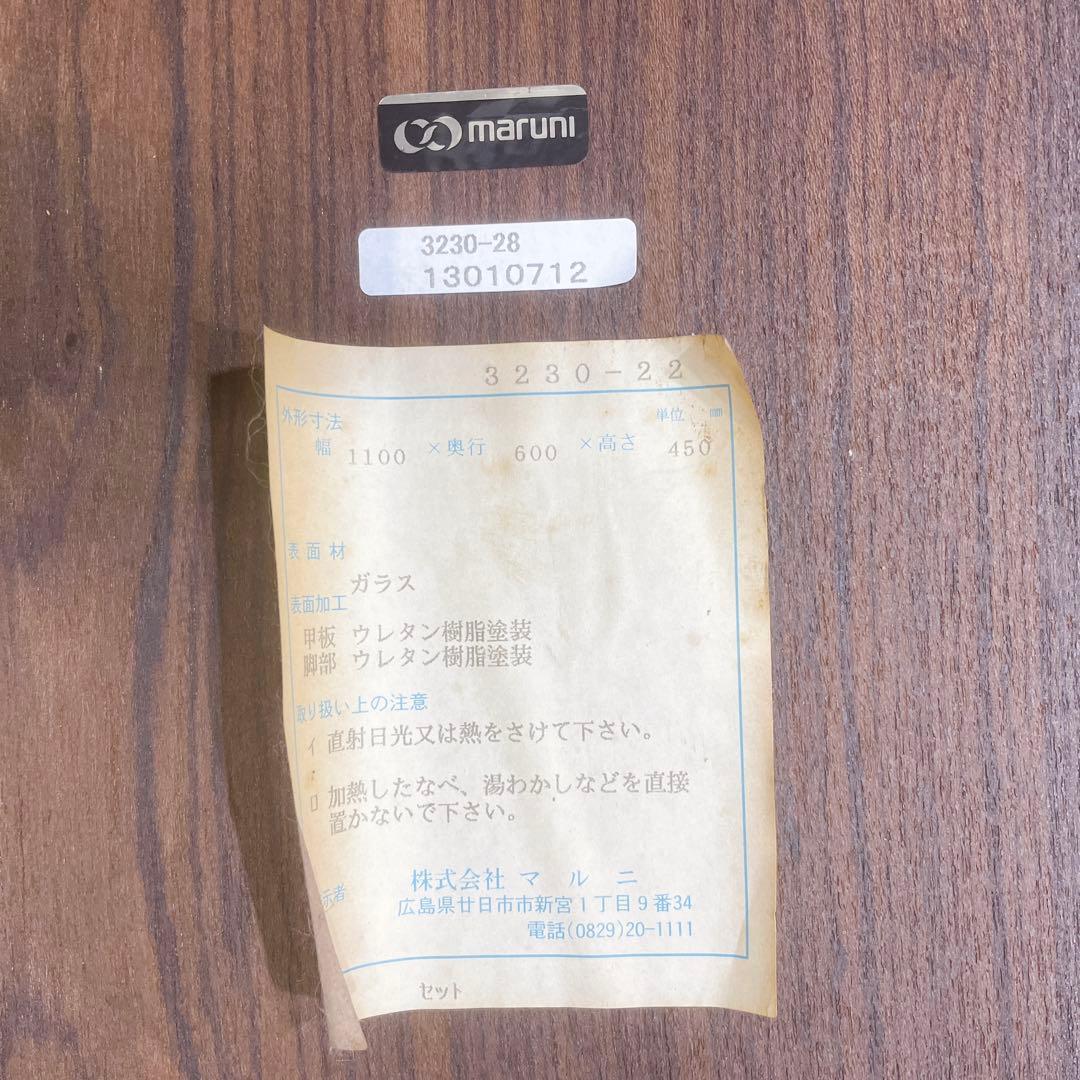 maruni
3230-28
13010712
3230-22
外形寸法 単位 mm
幅 1100 ×奥行 600 ×高さ 450
表面材
ガラス
表面加工
甲板 ウレタン樹脂塗装
脚部 ウレタン樹脂塗装
取り扱い上の注意
イ 直射日光又は熱をさけて下さい。
ロ 加熱したなべ、湯わかしなどを直接
置かないで下さい。
示者 株式会社 マルニ
広島県廿日市市新宮1丁目9番34
電話(0829)20-1111
セット